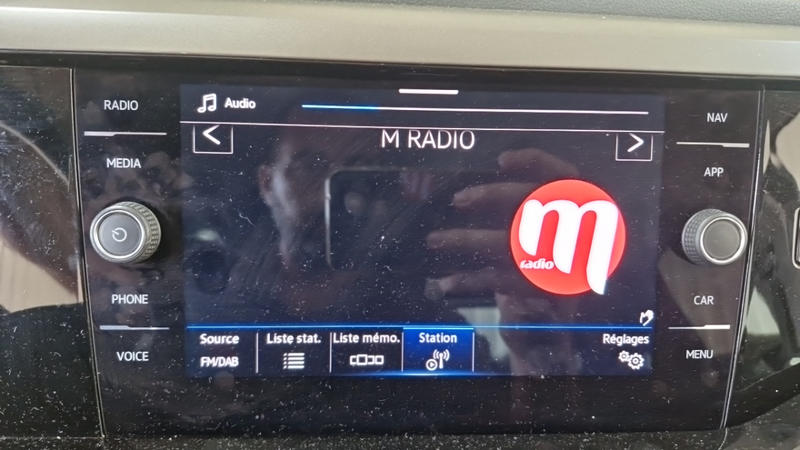 RADIO
MEDIA
PHONE
VOICE
Audio
<
M RADIO
>
m
radio
Source
FM/DAB
Liste stat.
Liste mémo.
Station
Réglages
NAV
APP
CAR
MENU